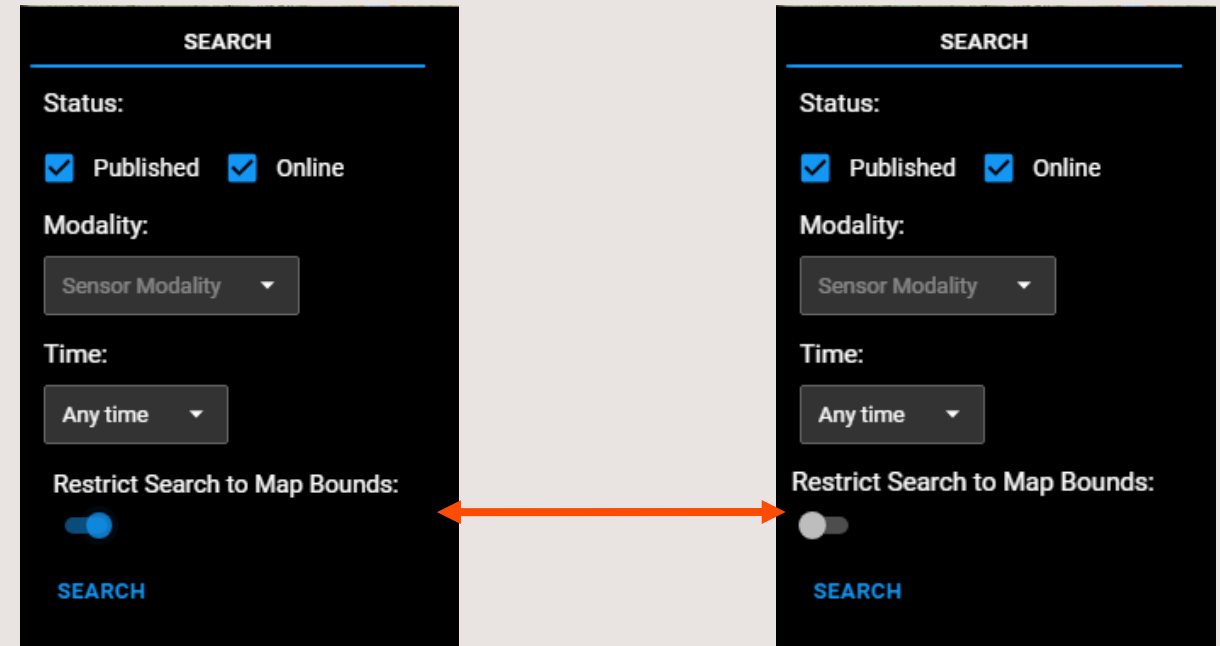 SEARCH
Status:
Published Online
Modality:
Sensor Modality
Time:
Any time
Restrict Search to Map Bounds:
SEARCH
SEARCH
Status:
Published Online
Modality:
Sensor Modality
Time:
Any time
Restrict Search to Map Bounds:
SEARCH